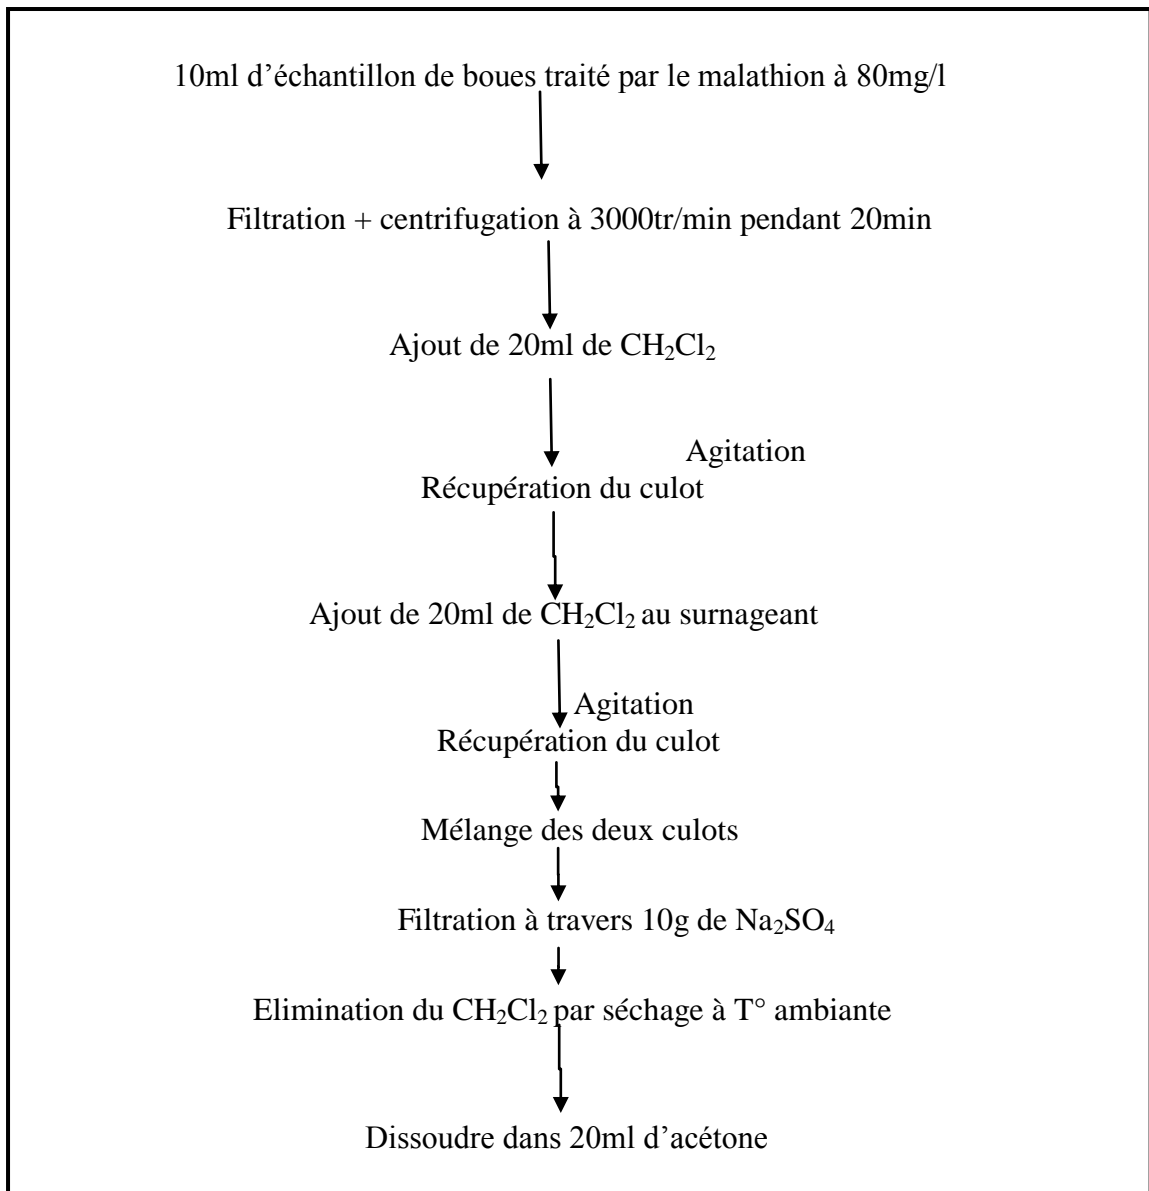 10ml d’échantillon de boues traité par le malathion à 80mg/l
Filtration + centrifugation à 3000tr/min pendant 20min
Ajout de 20ml de CH₂Cl₂
Agitation
Récupération du culot
Ajout de 20ml de CH₂Cl₂ au surnageant
Agitation
Récupération du culot
Mélange des deux culots
Filtration à travers 10g de Na₂SO₄
Elimination du CH₂Cl₂ par séchage à T° ambiante
Dissoudre dans 20ml d’acétone